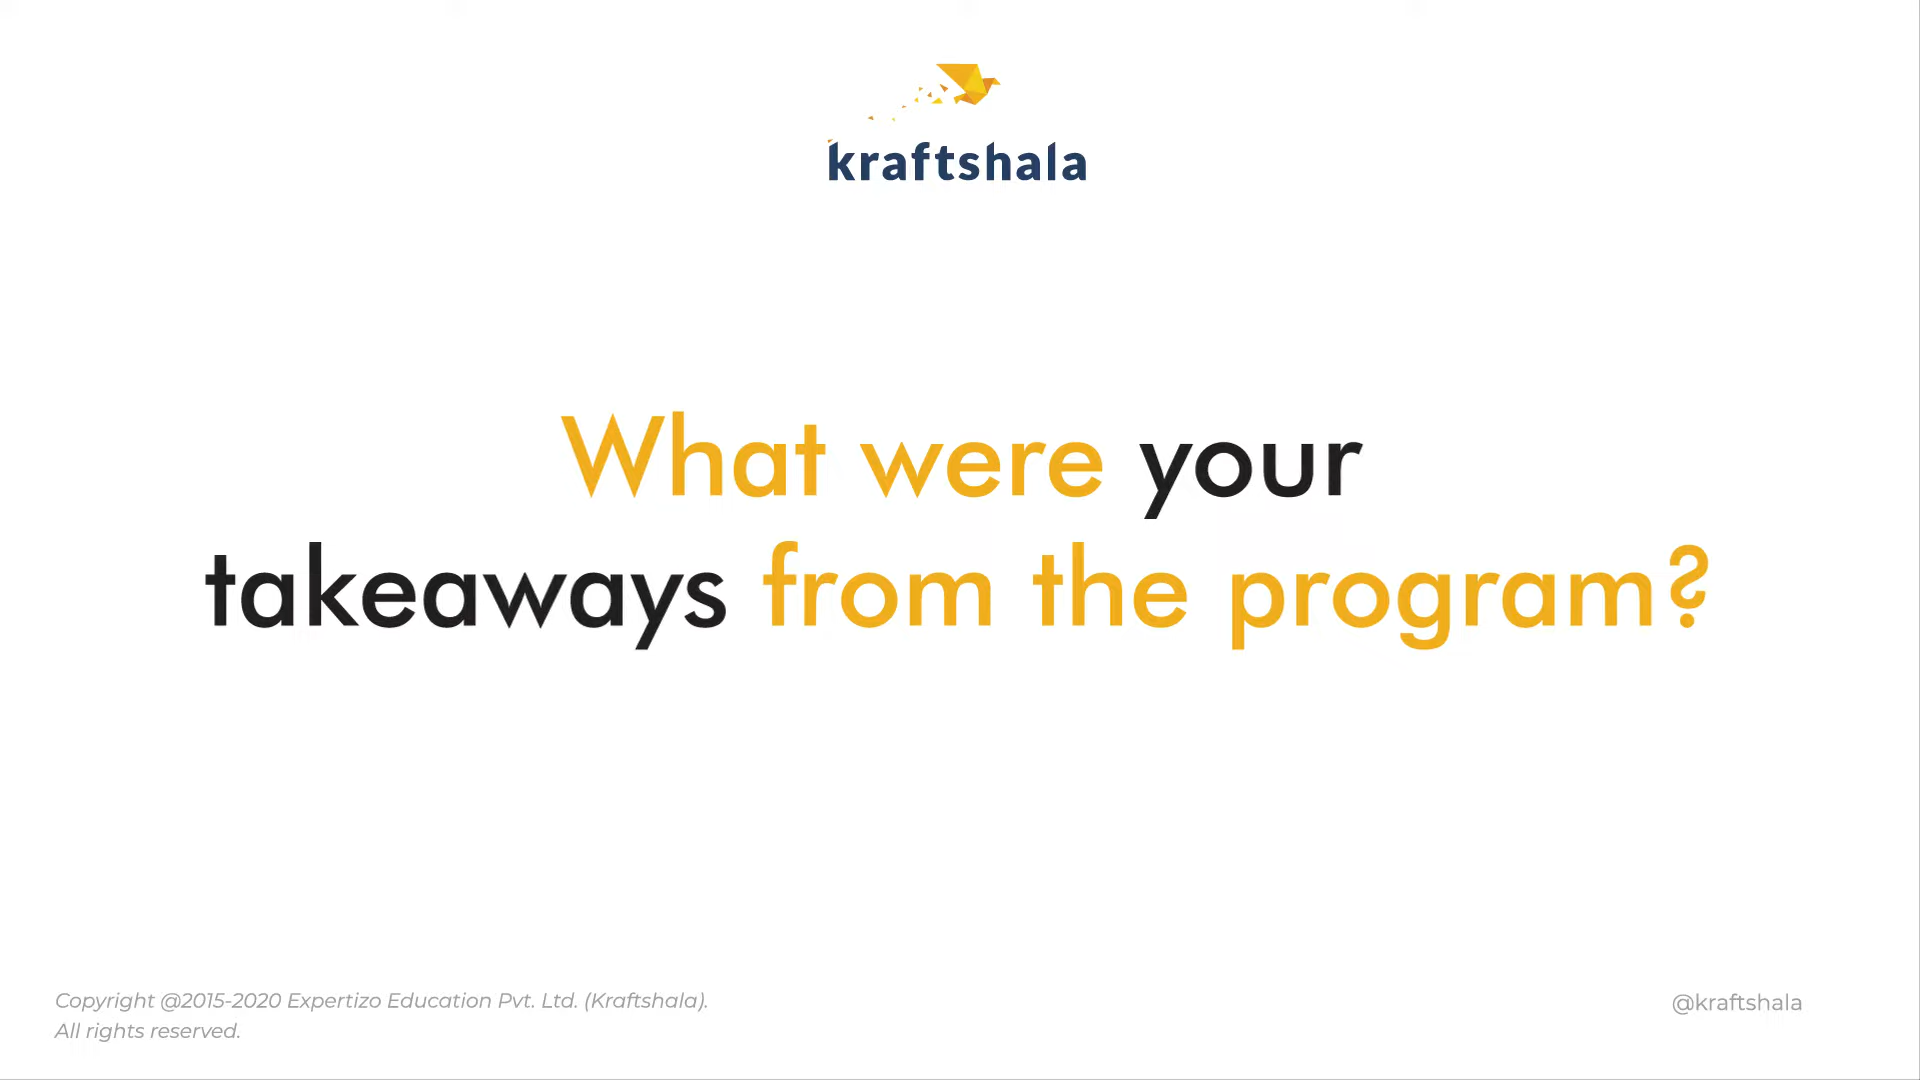 kraftshala
What were your
takeaways from the program?
Copyright @2015-2020 Expertizo Education Pvt. Ltd. (Kraftshala).
All rights reserved.
@kraftshala